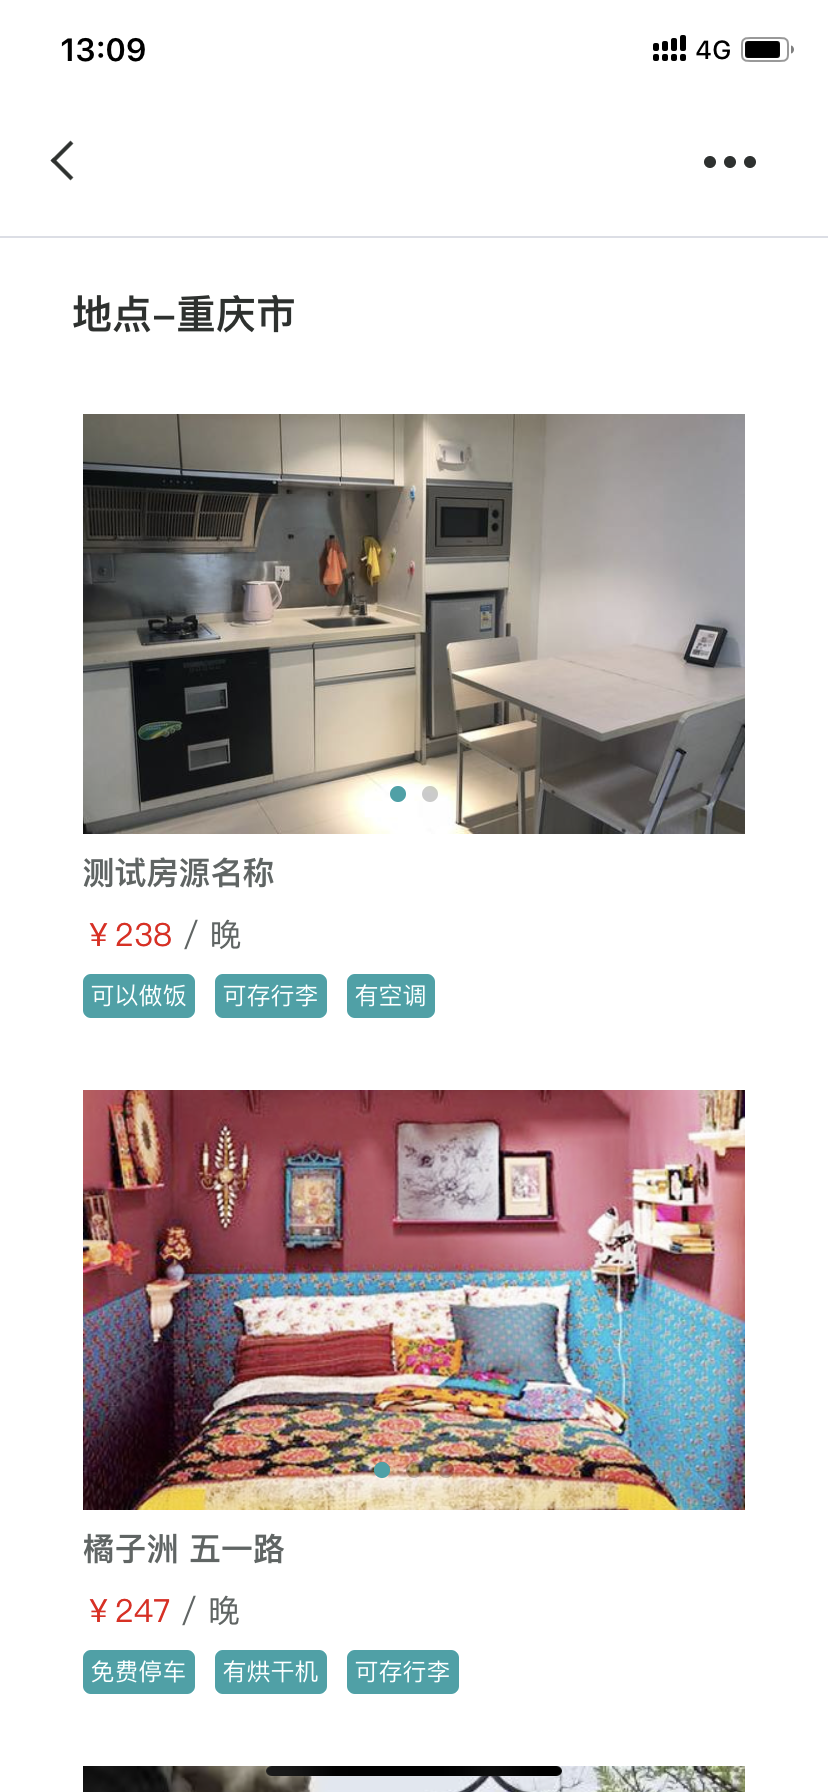 13:09
4G
地点-重庆市
测试房源名称
¥238 / 晚
可以做饭 可存行李 有空调
橘子洲 五一路
¥247 / 晚
免费停车 有烘干机 可存行李